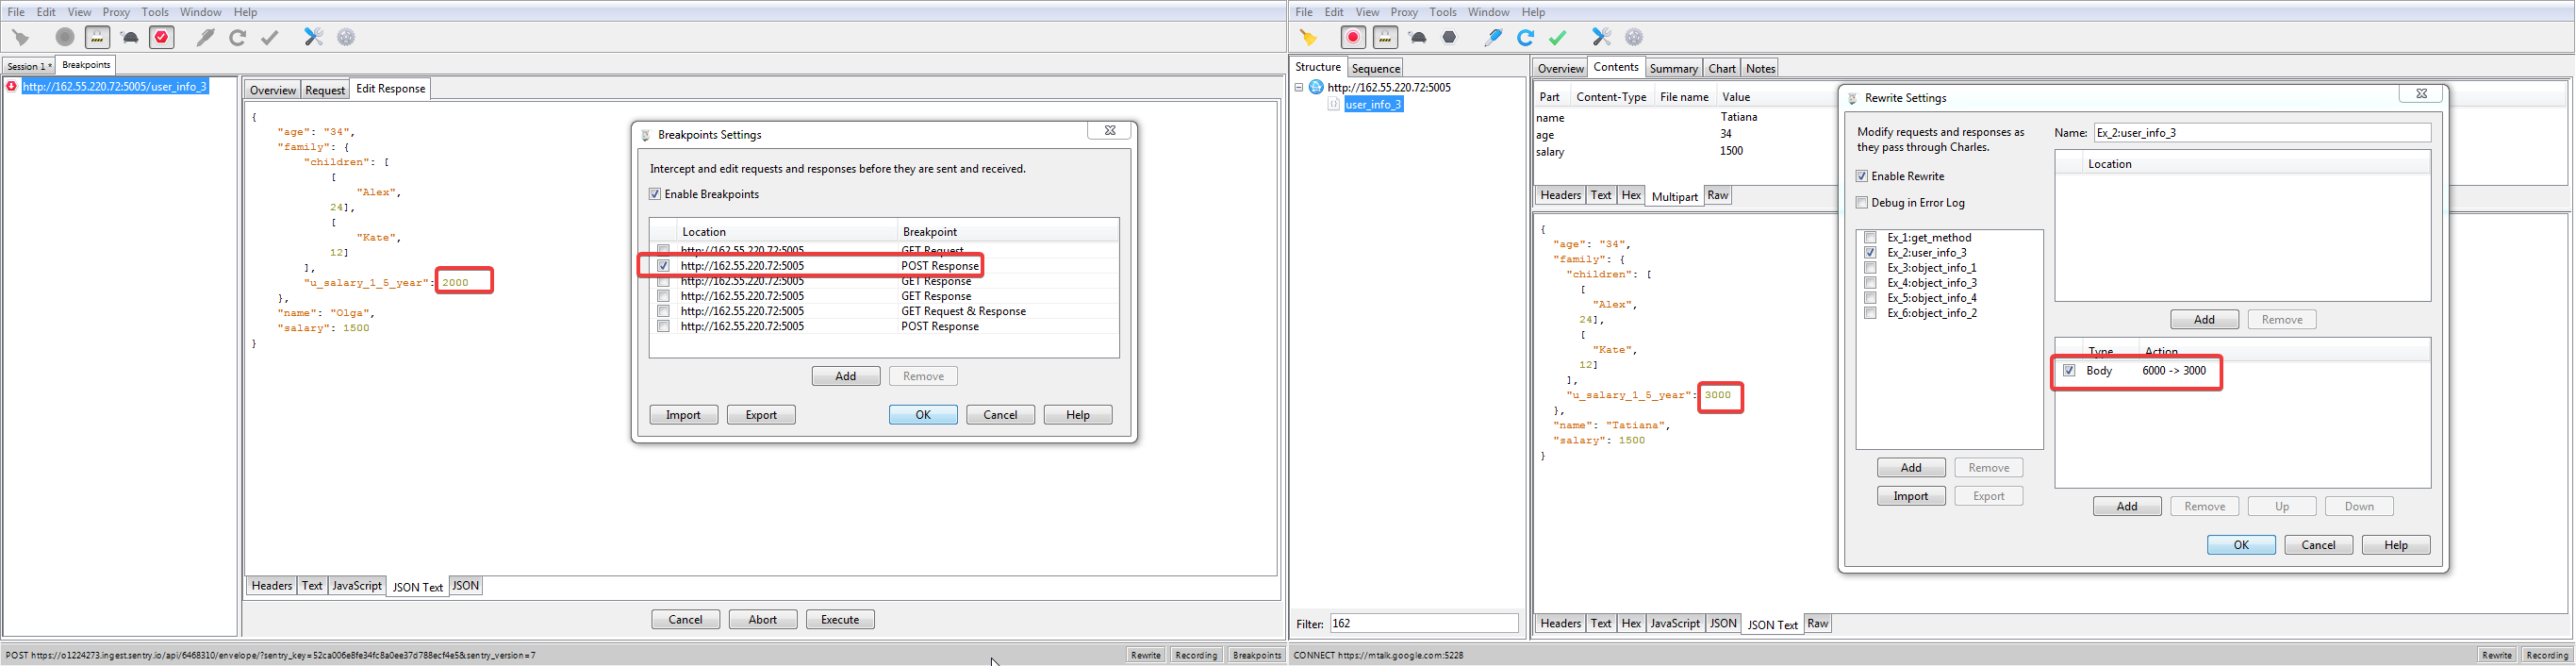 File Edit View Proxy Tools Window Help
Session 1 * Breakpoints
http://162.55.220.72:5005/user_info_3
Overview Request Edit Response
{
"age": "34",
"family": {
"children": [
[
"Alex",
24],
[
"Kate",
12]
],
"u_salary_1_5_year": 2000
},
"name": "Olga",
"salary": 1500
}
Headers Text JavaScript JSON Text JSON
Cancel Abort Execute
POST https://o1224273.ingest.sentry.io/api/6468310/envelope/?sentry_key=52ca006e8fe34fc8a0ee37d788ecf4e5&sentry_version=7
Rewrite Recording Breakpoints
Breakpoints Settings
Intercept and edit requests and responses before they are sent and received.
Enable Breakpoints
Location Breakpoint
http://162.55.220.72:5005 GET Request
http://162.55.220.72:5005 POST Response
http://162.55.220.72:5005 GET Response
http://162.55.220.72:5005 GET Response
http://162.55.220.72:5005 GET Request & Response
http://162.55.220.72:5005 POST Response
Add Remove
Import Export OK Cancel Help
File Edit View Proxy Tools Window Help
Structure Sequence
http://162.55.220.72:5005
user_info_3
Filter: 162
Overview Contents Summary Chart Notes
Part Content-Type File name Value
name Tatiana
age 34
salary 1500
Headers Text Hex Multipart Raw
{
"age": "34",
"family": {
"children": [
[
"Alex",
24],
[
"Kate",
12]
],
"u_salary_1_5_year": 3000
},
"name": "Tatiana",
"salary": 1500
}
Headers Text Hex JavaScript JSON JSON Text Raw
CONNECT https://mtalk.google.com:5228
Rewrite Recording
Rewrite Settings
Modify requests and responses as
they pass through Charles.
Enable Rewrite
Debug in Error Log
Ex_1:get_method
Ex_2:user_info_3
Ex_3:object_info_1
Ex_4:object_info_3
Ex_5:object_info_4
Ex_6:object_info_2
Add Remove
Import Export
Name: Ex_2:user_info_3
Location
Add Remove
Type Action
Body 6000 -> 3000
Add Remove Up Down
OK Cancel Help